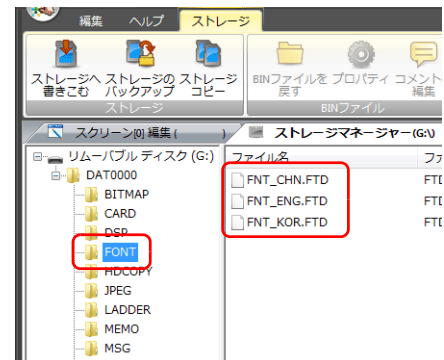 編集 ヘルプ ストレージ
ストレージへ ストレージの ストレージ BINファイルを プロパティ コメント
書きこむ バックアップ コピー 戻す 編集
ストレージ BINファイル
スクリーン[0] 編集 ( ) ストレージマネージャー(G:\)
リムーバブル ディスク (G:) ファイル名 ファ
DAT0000 FNT_CHN.FTD FTD
BITMAP FNT_ENG.FTD FTD
CARD FNT_KOR.FTD FTD
DSP
FONT
HDCOPY
JPEG
LADDER
MEMO
MSG